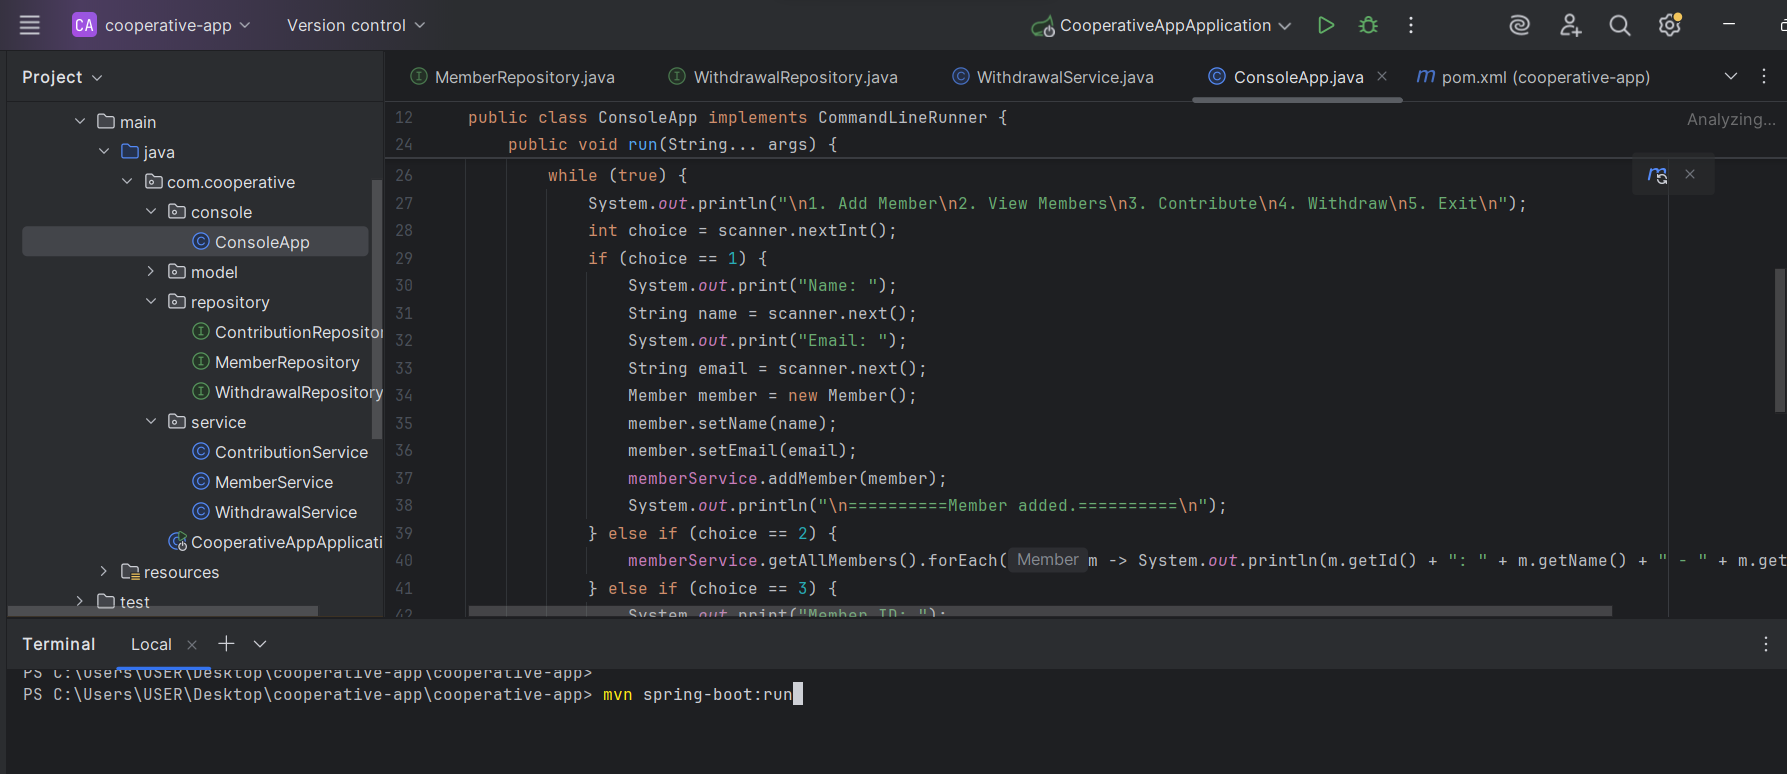 CA cooperative-app Version control CooperativeAppApplication
Project
MemberRepository.java WithdrawalRepository.java WithdrawalService.java ConsoleApp.java pom.xml (cooperative-app)
main
java
com.cooperative
console
ConsoleApp
model
repository
ContributionRepositor
MemberRepository
WithdrawalRepository
service
ContributionService
MemberService
WithdrawalService
CooperativeAppApplicati
resources
test
Analyzing...
12 public class ConsoleApp implements CommandLineRunner {
24 public void run(String... args) {
26 while (true) {
27 System.out.println("\n1. Add Member\n2. View Members\n3. Contribute\n4. Withdraw\n5. Exit\n");
28 int choice = scanner.nextInt();
29 if (choice == 1) {
30 System.out.print("Name: ");
31 String name = scanner.next();
32 System.out.print("Email: ");
33 String email = scanner.next();
34 Member member = new Member();
35 member.setName(name);
36 member.setEmail(email);
37 memberService.addMember(member);
38 System.out.println("\n==========Member added.==========\n");
39 } else if (choice == 2) {
40 memberService.getAllMembers().forEach( Member m -> System.out.println(m.getId() + ": " + m.getName() + " - " + m.get
41 } else if (choice == 3) {
42 System.out.print("Member ID: ");
Terminal Local
PS C:\Users\USER\Desktop\cooperative-app\cooperative-app>
PS C:\Users\USER\Desktop\cooperative-app\cooperative-app> mvn spring-boot:run